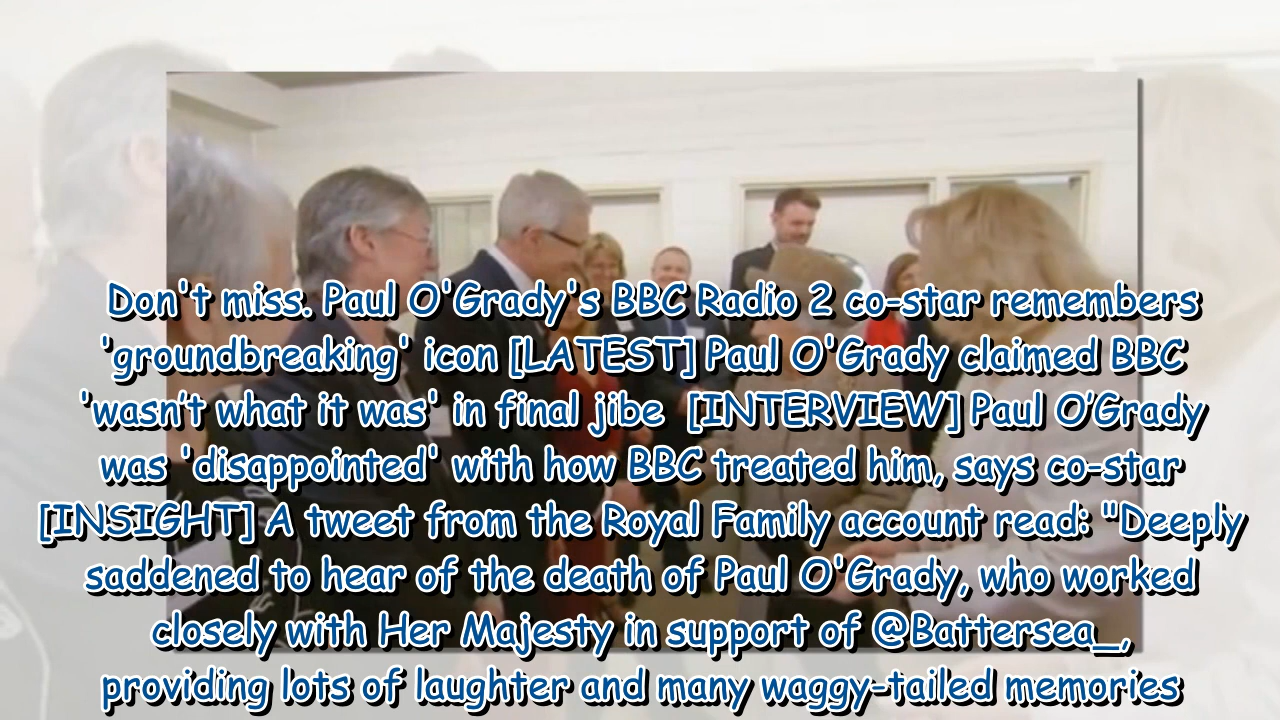 Don't miss. Paul O'Grady's BBC Radio 2 co-star remembers
'groundbreaking' icon [LATEST] Paul O'Grady claimed BBC
'wasn’t what it was' in final jibe  [INTERVIEW] Paul O’Grady
was 'disappointed' with how BBC treated him, says co-star
[INSIGHT] A tweet from the Royal Family account read: "Deeply
saddened to hear of the death of Paul O'Grady, who worked
closely with Her Majesty in support of @Battersea_,
providing lots of laughter and many waggy-tailed memories